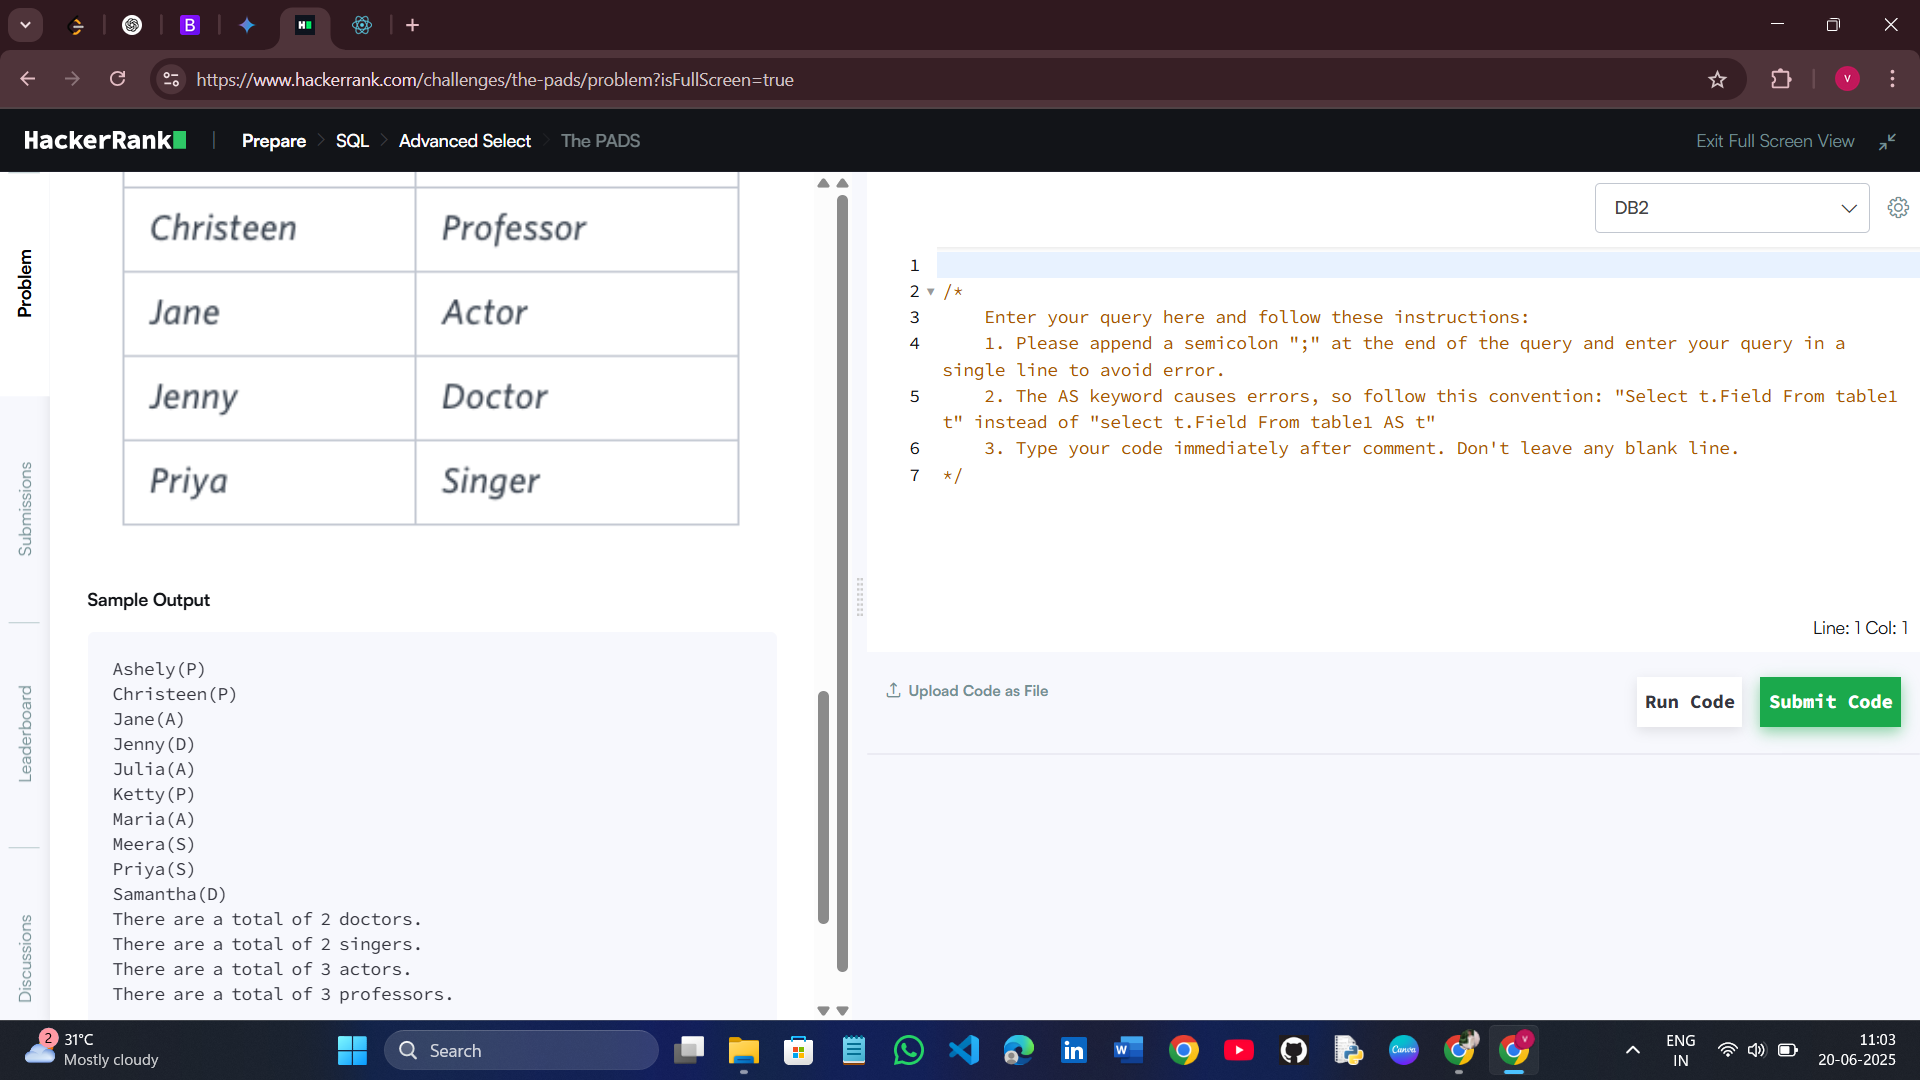 B
H
https://www.hackerrank.com/challenges/the-pads/problem?isFullScreen=true
V
HackerRank
Prepare
SQL
Advanced Select
The PADS
Exit Full Screen View
Problem
Submissions
Leaderboard
Discussions
Christeen Professor
Jane Actor
Jenny Doctor
Priya Singer
Sample Output
Ashely(P)
Christeen(P)
Jane(A)
Jenny(D)
Julia(A)
Ketty(P)
Maria(A)
Meera(S)
Priya(S)
Samantha(D)
There are a total of 2 doctors.
There are a total of 2 singers.
There are a total of 3 actors.
There are a total of 3 professors.
DB2
1
2 /*
3 Enter your query here and follow these instructions:
4 1. Please append a semicolon ";" at the end of the query and enter your query in a
single line to avoid error.
5 2. The AS keyword causes errors, so follow this convention: "Select t.Field From table1
t" instead of "select t.Field From table1 AS t"
6 3. Type your code immediately after comment. Don't leave any blank line.
7 */
Line: 1 Col: 1
Upload Code as File
Run Code
Submit Code
2
31°C
Mostly cloudy
Search
in
W
Canva
V
ENG
IN
11:03
20-06-2025